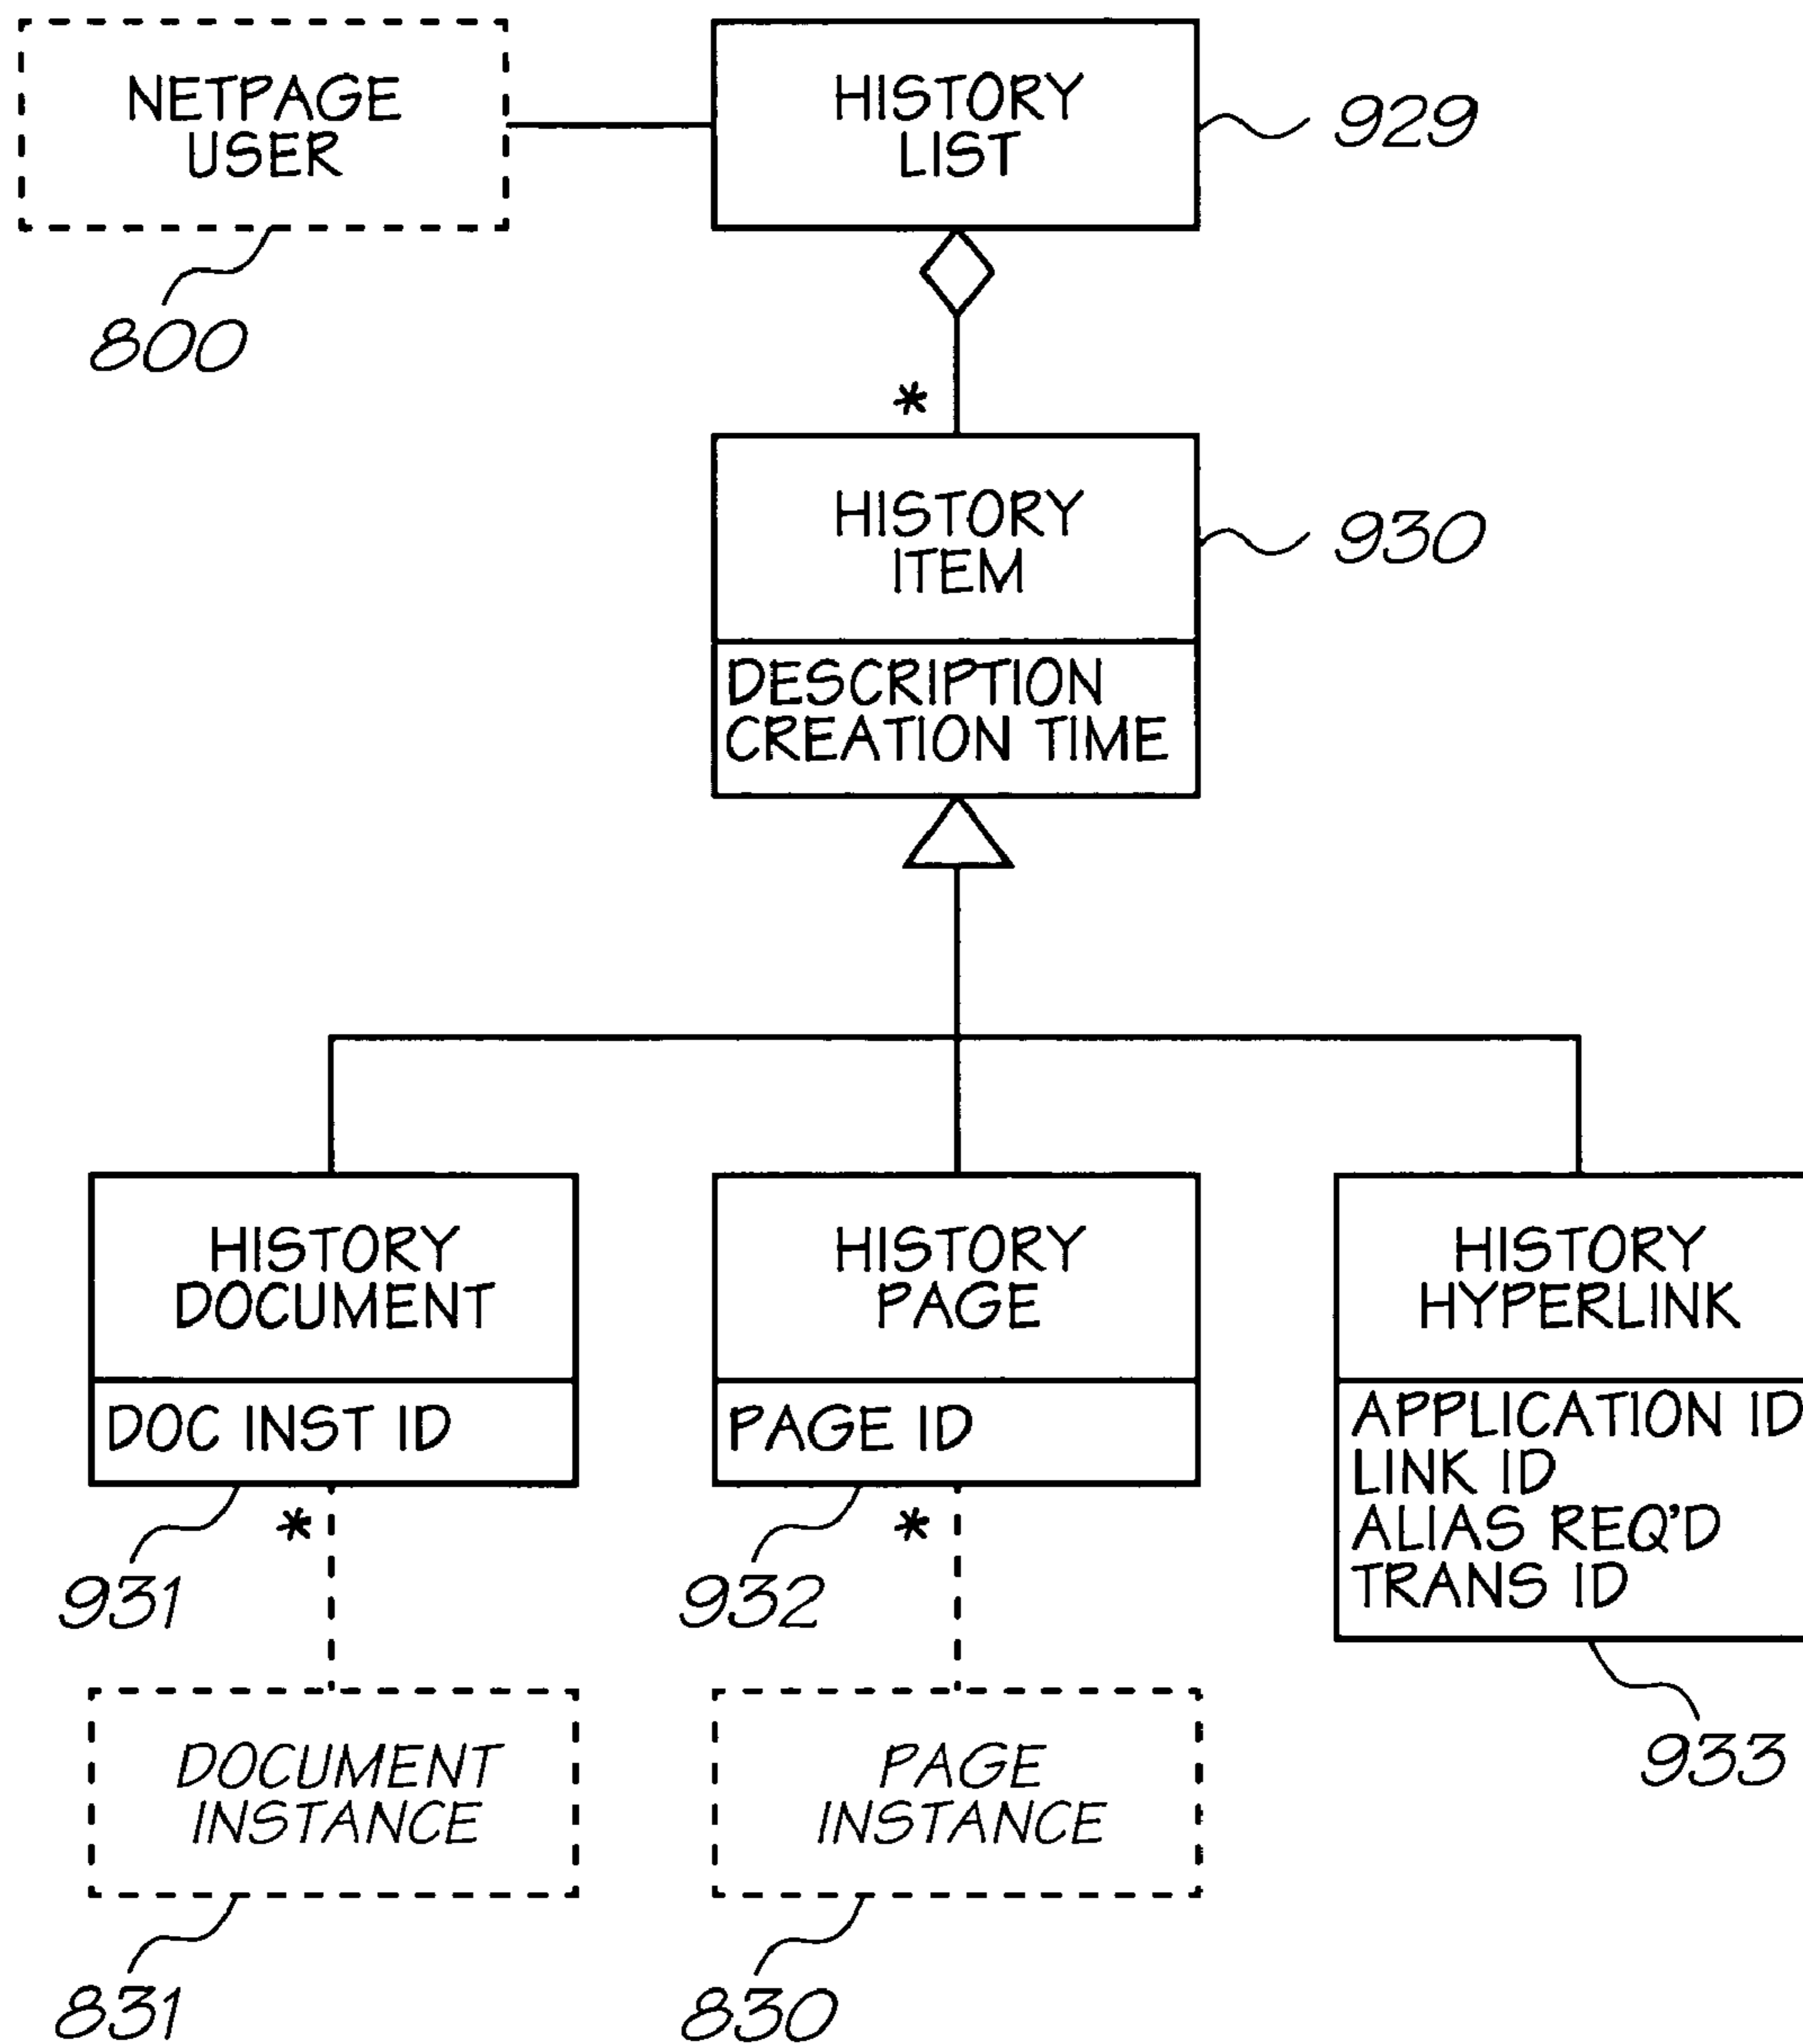 NETPAGE
USER
800
HISTORY
LIST
929
*
HISTORY
ITEM
930
DESCRIPTION
CREATION TIME
HISTORY
DOCUMENT
DOC INST ID
931
*
HISTORY
PAGE
PAGE ID
932
*
HISTORY
HYPERLINK
APPLICATION ID
LINK ID
ALIAS REQ'D
TRANS ID
933
DOCUMENT
INSTANCE
831
PAGE
INSTANCE
830